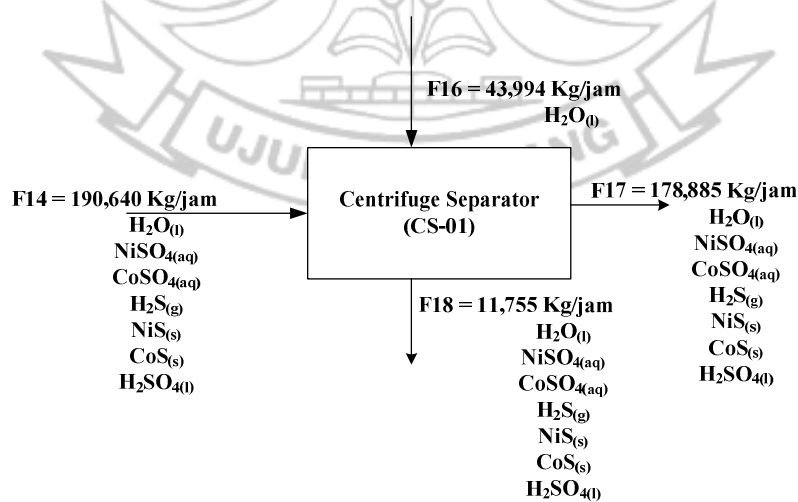 F16 = 43,994 Kg/jam
H₂O₍ₗ₎
F14 = 190,640 Kg/jam
H₂O₍ₗ₎
NiSO₄₍ₐq₎
CoSO₄₍ₐq₎
H₂S₍g₎
NiS₍ₛ₎
CoS₍ₛ₎
H₂SO₄₍ₗ₎
Centrifuge Separator
(CS-01)
F17 = 178,885 Kg/jam
H₂O₍ₗ₎
NiSO₄₍ₐq₎
CoSO₄₍ₐq₎
H₂S₍g₎
NiS₍ₛ₎
CoS₍ₛ₎
H₂SO₄₍ₗ₎
F18 = 11,755 Kg/jam
H₂O₍ₗ₎
NiSO₄₍ₐq₎
CoSO₄₍ₐq₎
H₂S₍g₎
NiS₍ₛ₎
CoS₍ₛ₎
H₂SO₄₍ₗ₎